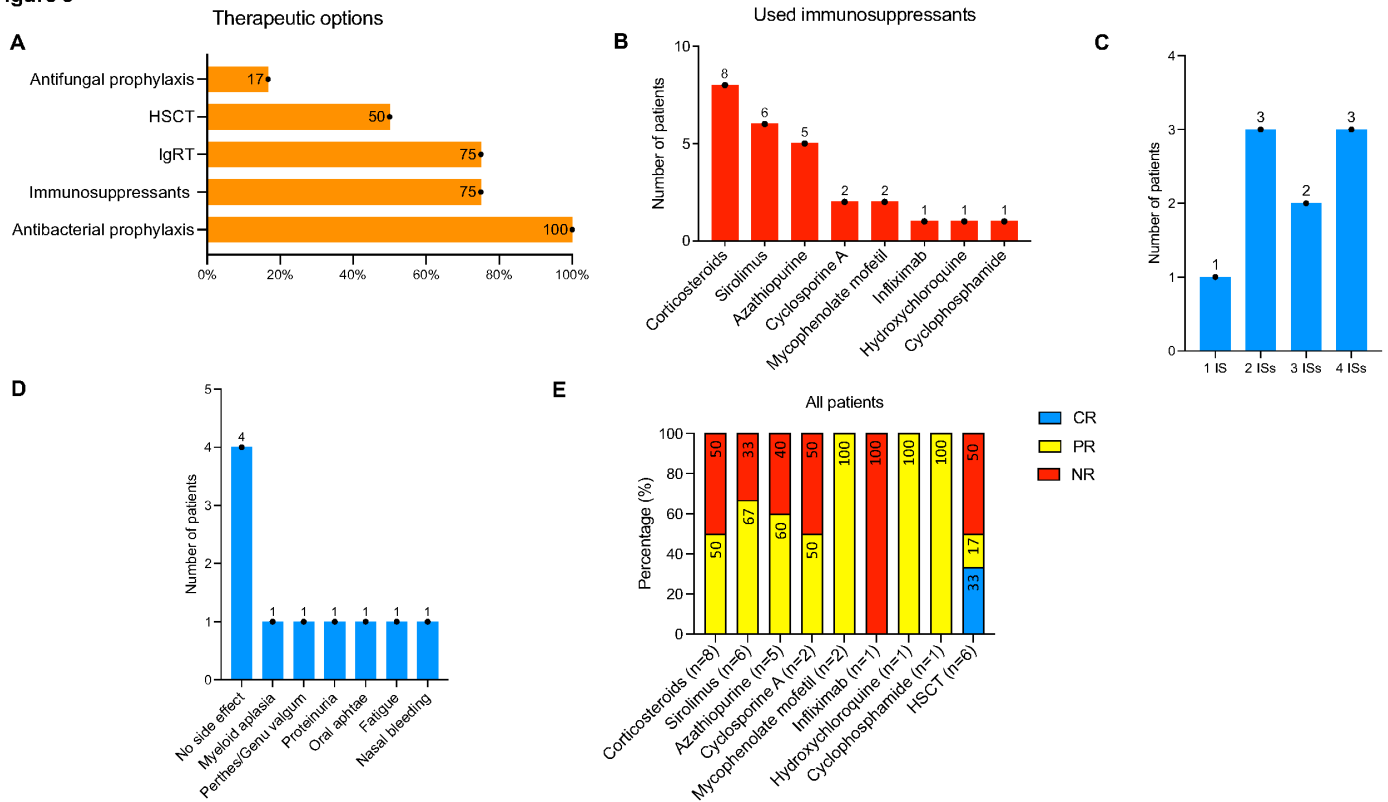 Therapeutic options
A
Antifungal prophylaxis
17
HSCT
50
IgRT
75
Immunosuppressants
75
Antibacterial prophylaxis
100
0% 20% 40% 60% 80% 100%
Used immunosuppressants
B
Number of patients
10
5
0
8
6
5
2
2
1
1
1
Corticosteroids
Sirolimus
Azathiopurine
Cyclosporine A
Mycophenolate mofetil
Infliximab
Hydroxychloroquine
Cyclophosphamide
C
Number of patients
4
3
2
1
0
1
3
2
3
1 IS
2 ISs
3 ISs
4 ISs
D
Number of patients
5
4
3
2
1
0
4
1
1
1
1
1
1
No side effect
Myeloid aplasia
Perthes/Genu valgum
Proteinuria
Oral aphtae
Fatigue
Nasal bleeding
E
All patients
Percentage (%)
100
80
60
40
20
0
50
50
33
67
40
60
50
50
100
100
100
100
50
17
33
Corticosteroids (n=8)
Sirolimus (n=6)
Azathiopurine (n=5)
Cyclosporine A (n=2)
Mycophenolate mofetil (n=2)
Infliximab (n=1)
Hydroxychloroquine (n=1)
Cyclophosphamide (n=1)
HSCT (n=6)
CR
PR
NR